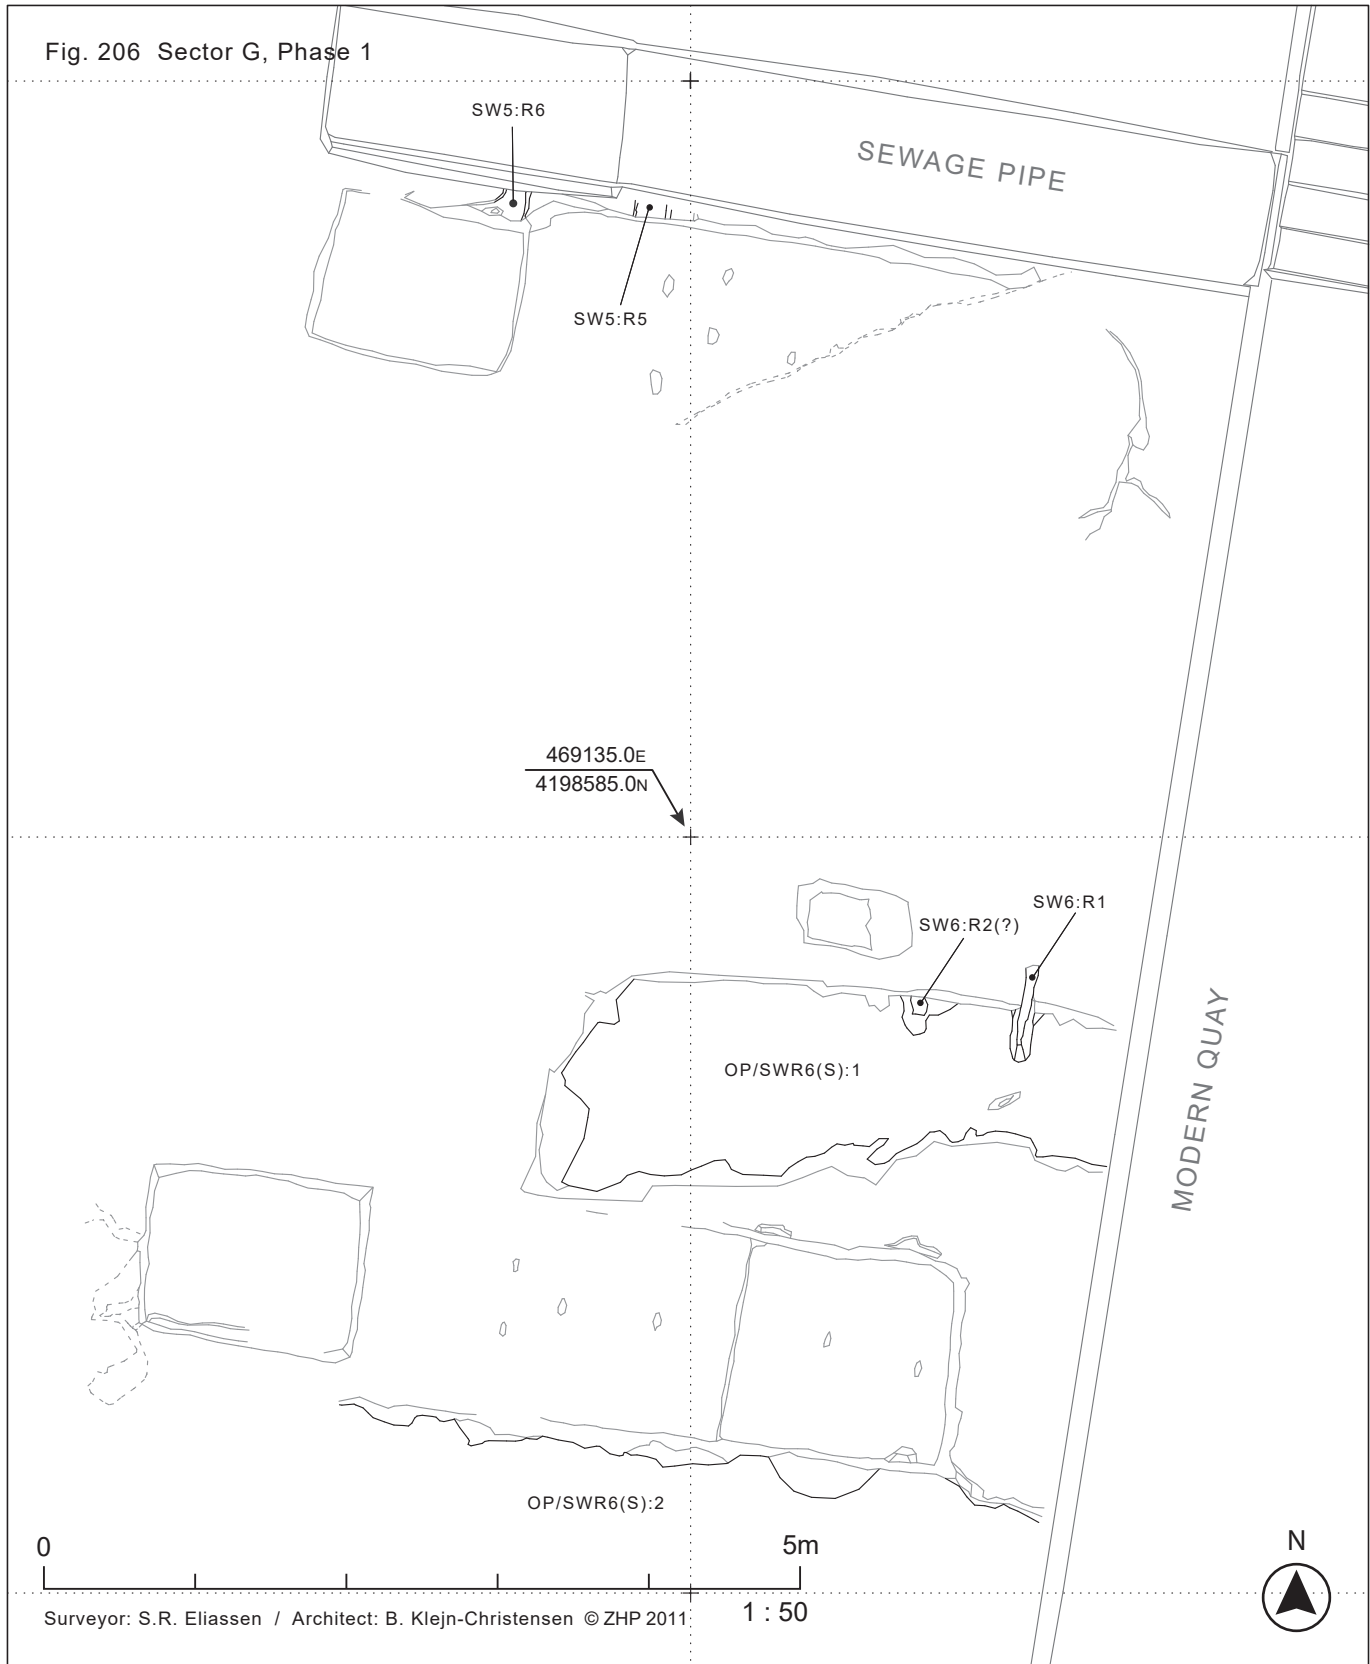 Fig. 206  Sector G, Phase 1
SW5:R6
SEWAGE PIPE
SW5:R5
469135.0E
4198585.0N
SW6:R1
SW6:R2(?)
OP/SWR6(S):1
MODERN QUAY
OP/SWR6(S):2
0
5m
N
Surveyor: S.R. Eliassen / Architect: B. Klejn-Christensen © ZHP 2011
1 : 50